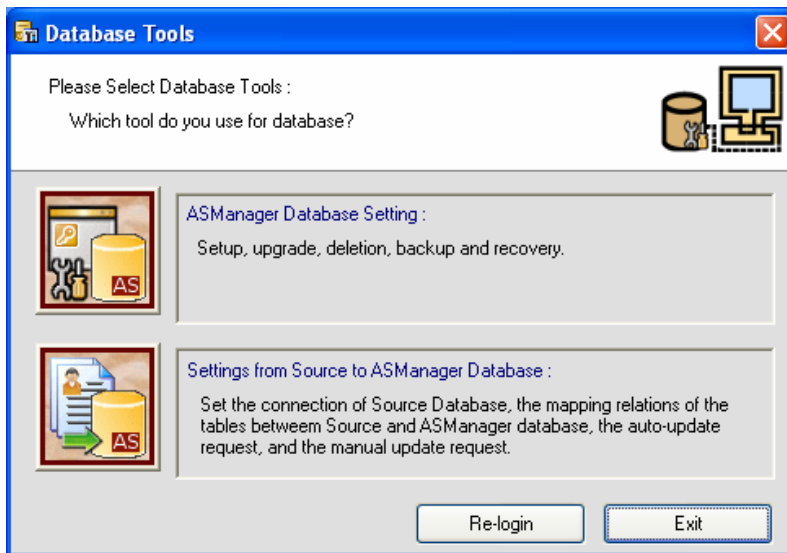 Database Tools
Please Select Database Tools :
Which tool do you use for database?
AS
ASManager Database Setting :
Setup, upgrade, deletion, backup and recovery.
AS
Settings from Source to ASManager Database :
Set the connection of Source Database, the mapping relations of the
tables betweem Source and ASManager database, the auto-update
request, and the manual update request.
Re-login
Exit